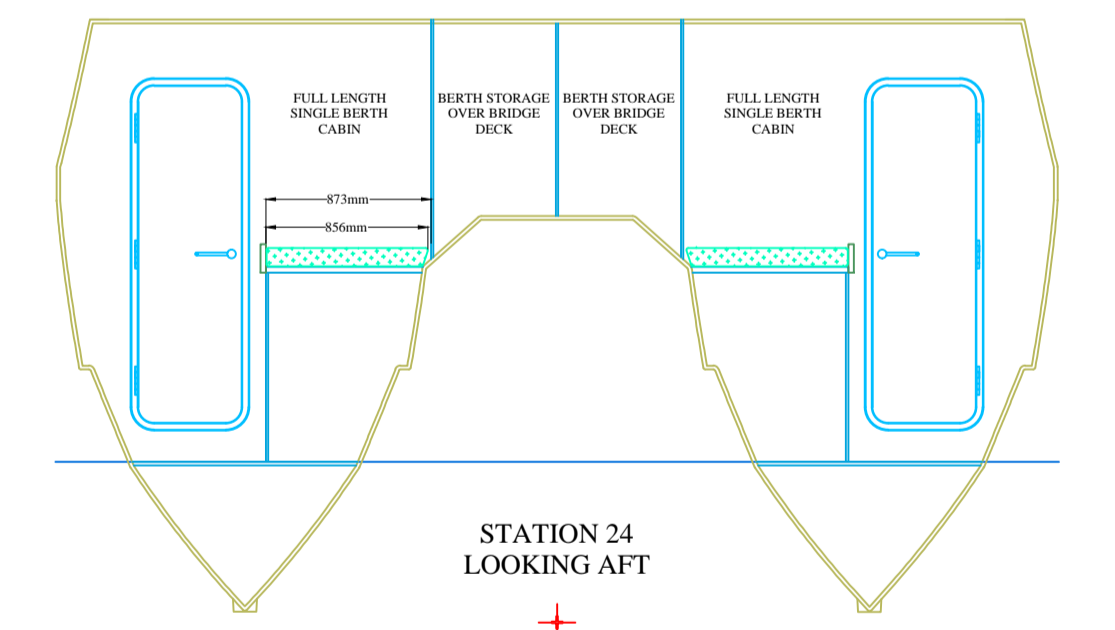 FULL LENGTH
SINGLE BERTH
CABIN
BERTH STORAGE
OVER BRIDGE
DECK
BERTH STORAGE
OVER BRIDGE
DECK
FULL LENGTH
SINGLE BERTH
CABIN
873mm
856mm
STATION 24
LOOKING AFT